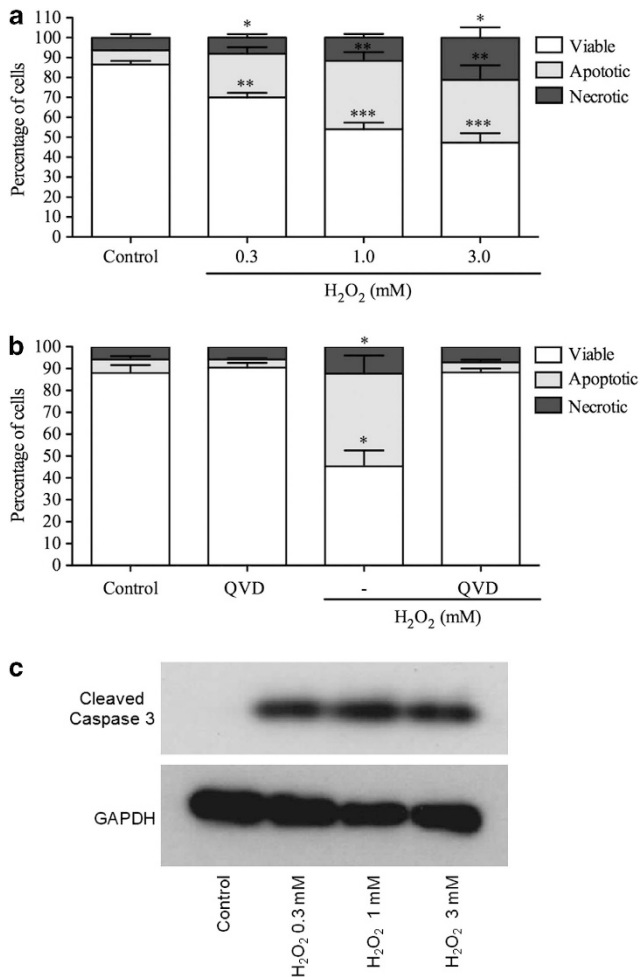 a
110
100
90
80
70
60
50
40
30
20
10
0
Percentage of cells
* ** ** *** * ** ***
Viable
Apototic
Necrotic
Control 0.3 1.0 3.0
H₂O₂ (mM)
b
100
90
80
70
60
50
40
30
20
10
0
Percentage of cells
*
*
Viable
Apoptotic
Necrotic
Control QVD - QVD
H₂O₂ (mM)
c
Cleaved
Caspase 3
GAPDH
Control
H₂O₂ 0.3 mM
H₂O₂ 1 mM
H₂O₂ 3 mM